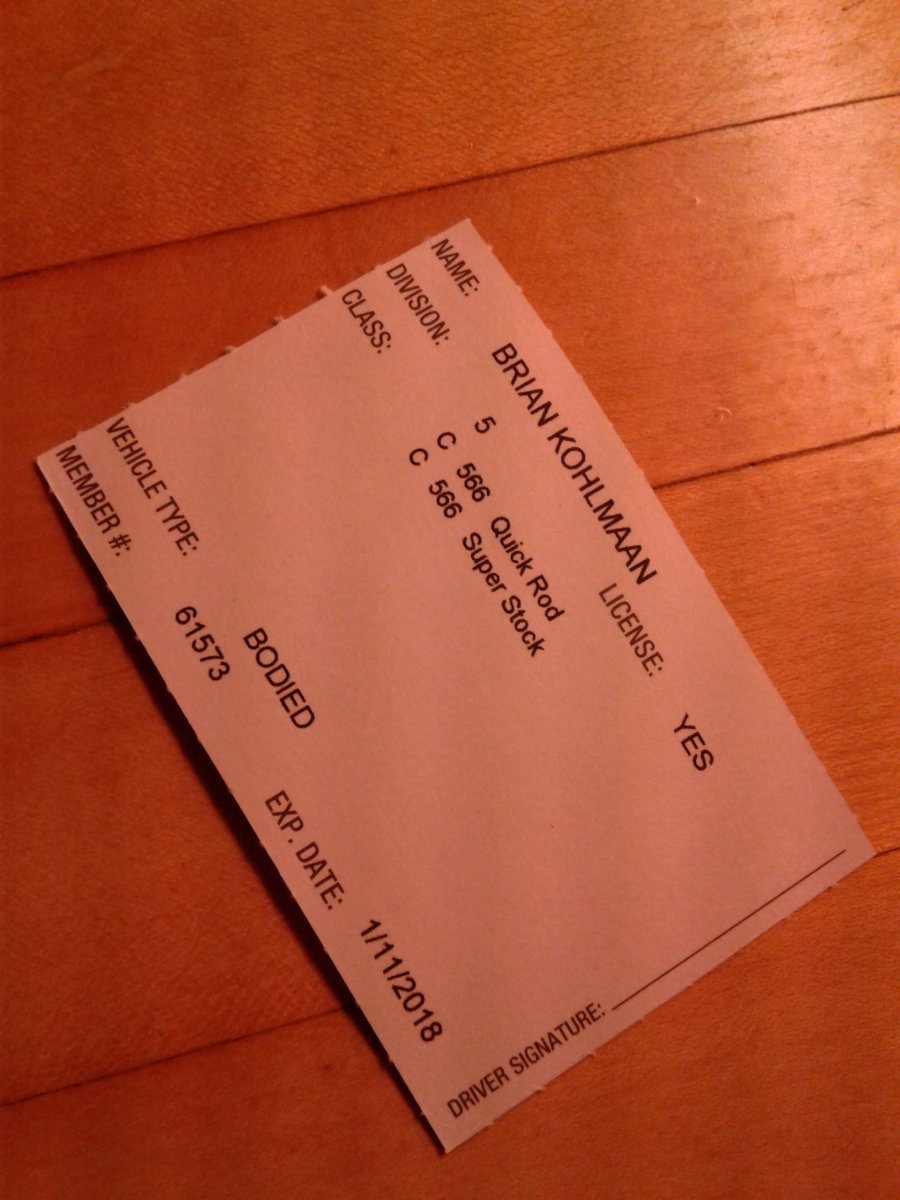 NAME: BRIAN KOHLMAAN LICENSE: YES
DIVISION: 5
CLASS: C 566 Quick Rod
C 566 Super Stock
VEHICLE TYPE: BODIED
MEMBER #: 61573 EXP. DATE: 1/11/2018
DRIVER SIGNATURE: